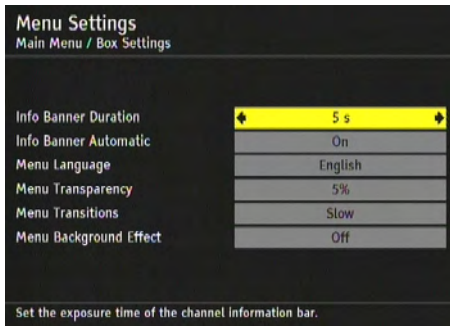 Menu Settings
Main Menu / Box Settings
Info Banner Duration 5 s
Info Banner Automatic On
Menu Language English
Menu Transparency 5%
Menu Transitions Slow
Menu Background Effect Off
Set the exposure time of the channel information bar.